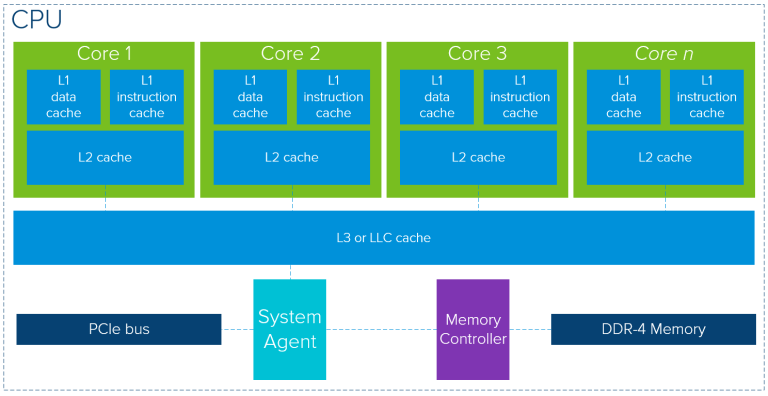 CPU
Core 1
L1
data
cache
L1
instruction
cache
L2 cache
Core 2
L1
data
cache
L1
instruction
cache
L2 cache
Core 3
L1
data
cache
L1
instruction
cache
L2 cache
Core n
L1
data
cache
L1
instruction
cache
L2 cache
L3 or LLC cache
PCIe bus
System
Agent
Memory
Controller
DDR-4 Memory